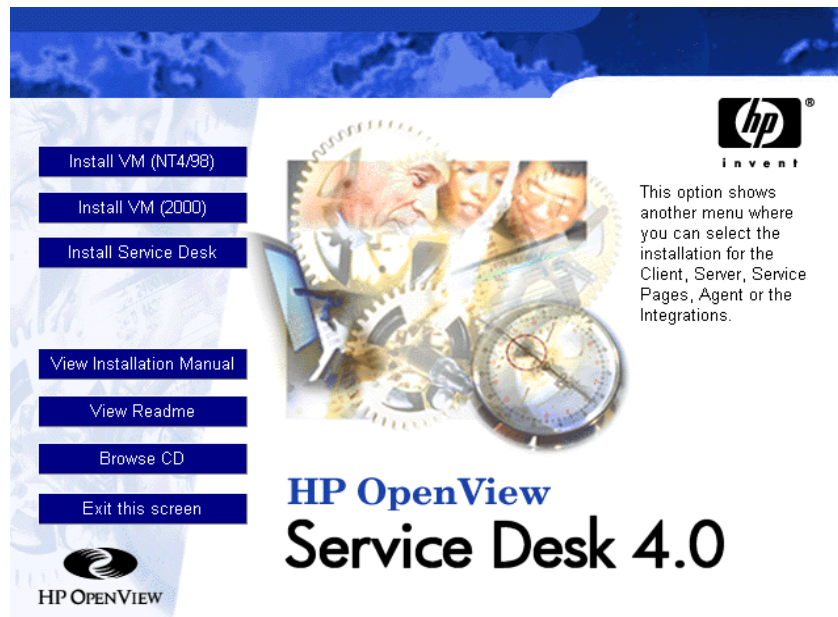 hp
®
i n v e n t
Install VM (NT4/98)
Install VM (2000)
Install Service Desk
View Installation Manual
View Readme
Browse CD
Exit this screen
This option shows
another menu where
you can select the
installation for the
Client, Server, Service
Pages, Agent or the
Integrations.
HP OpenView
Service Desk 4.0
HP OPENVIEW